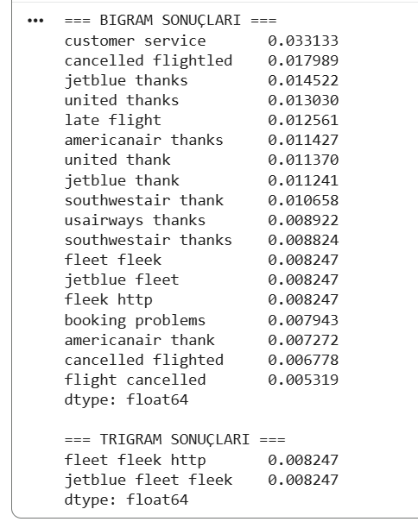 === BIGRAM SONUÇLARI ===
customer service 0.033133
cancelled flightled 0.017989
jetblue thanks 0.014522
united thanks 0.013030
late flight 0.012561
americanair thanks 0.011427
united thank 0.011370
jetblue thank 0.011241
southwestair thank 0.010658
usairways thanks 0.008922
southwestair thanks 0.008824
fleet fleek 0.008247
jetblue fleet 0.008247
fleek http 0.008247
booking problems 0.007943
americanair thank 0.007272
cancelled flighted 0.006778
flight cancelled 0.005319
dtype: float64
=== TRIGRAM SONUÇLARI ===
fleet fleek http 0.008247
jetblue fleet fleek 0.008247
dtype: float64